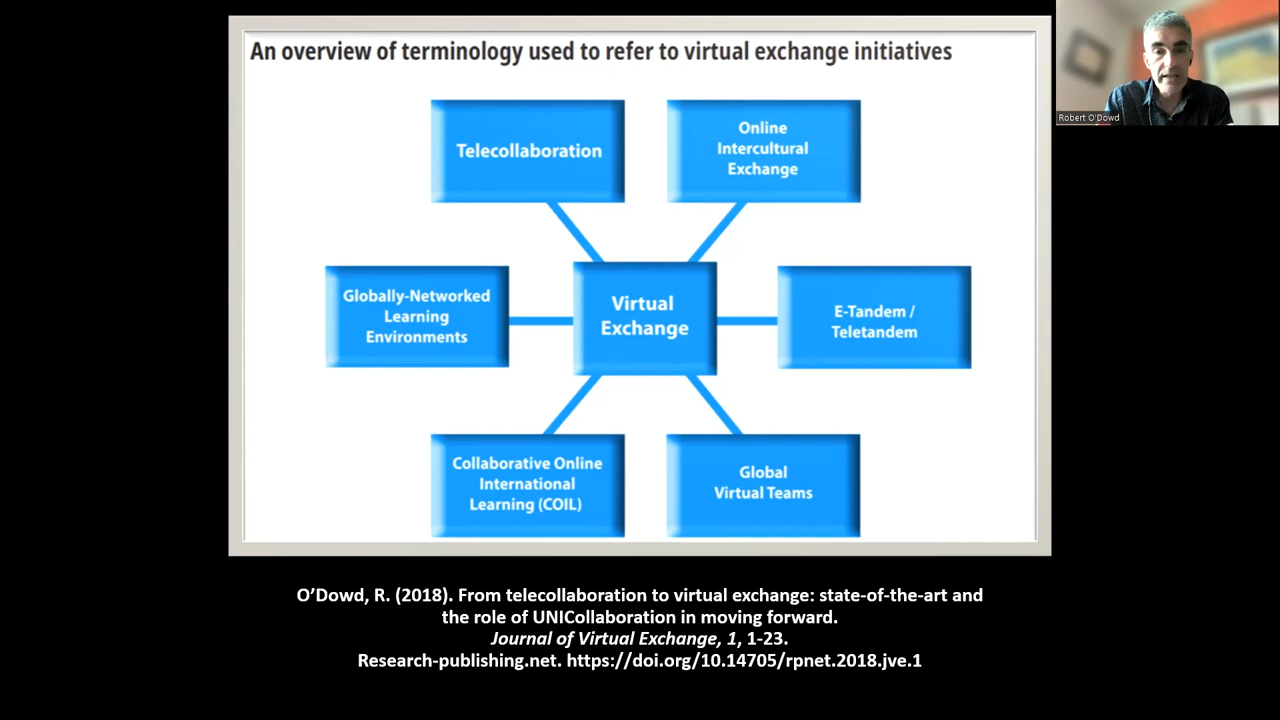 An overview of terminology used to refer to virtual exchange initiatives
Telecollaboration
Online
Intercultural
Exchange
Globally-Networked
Learning
Environments
Virtual
Exchange
E-Tandem /
Teletandem
Collaborative Online
International
Learning (COIL)
Global
Virtual Teams
Robert O'Dowd
O’Dowd, R. (2018). From telecollaboration to virtual exchange: state-of-the-art and
the role of UNICollaboration in moving forward.
Journal of Virtual Exchange, 1, 1-23.
Research-publishing.net. https://doi.org/10.14705/rpnet.2018.jve.1